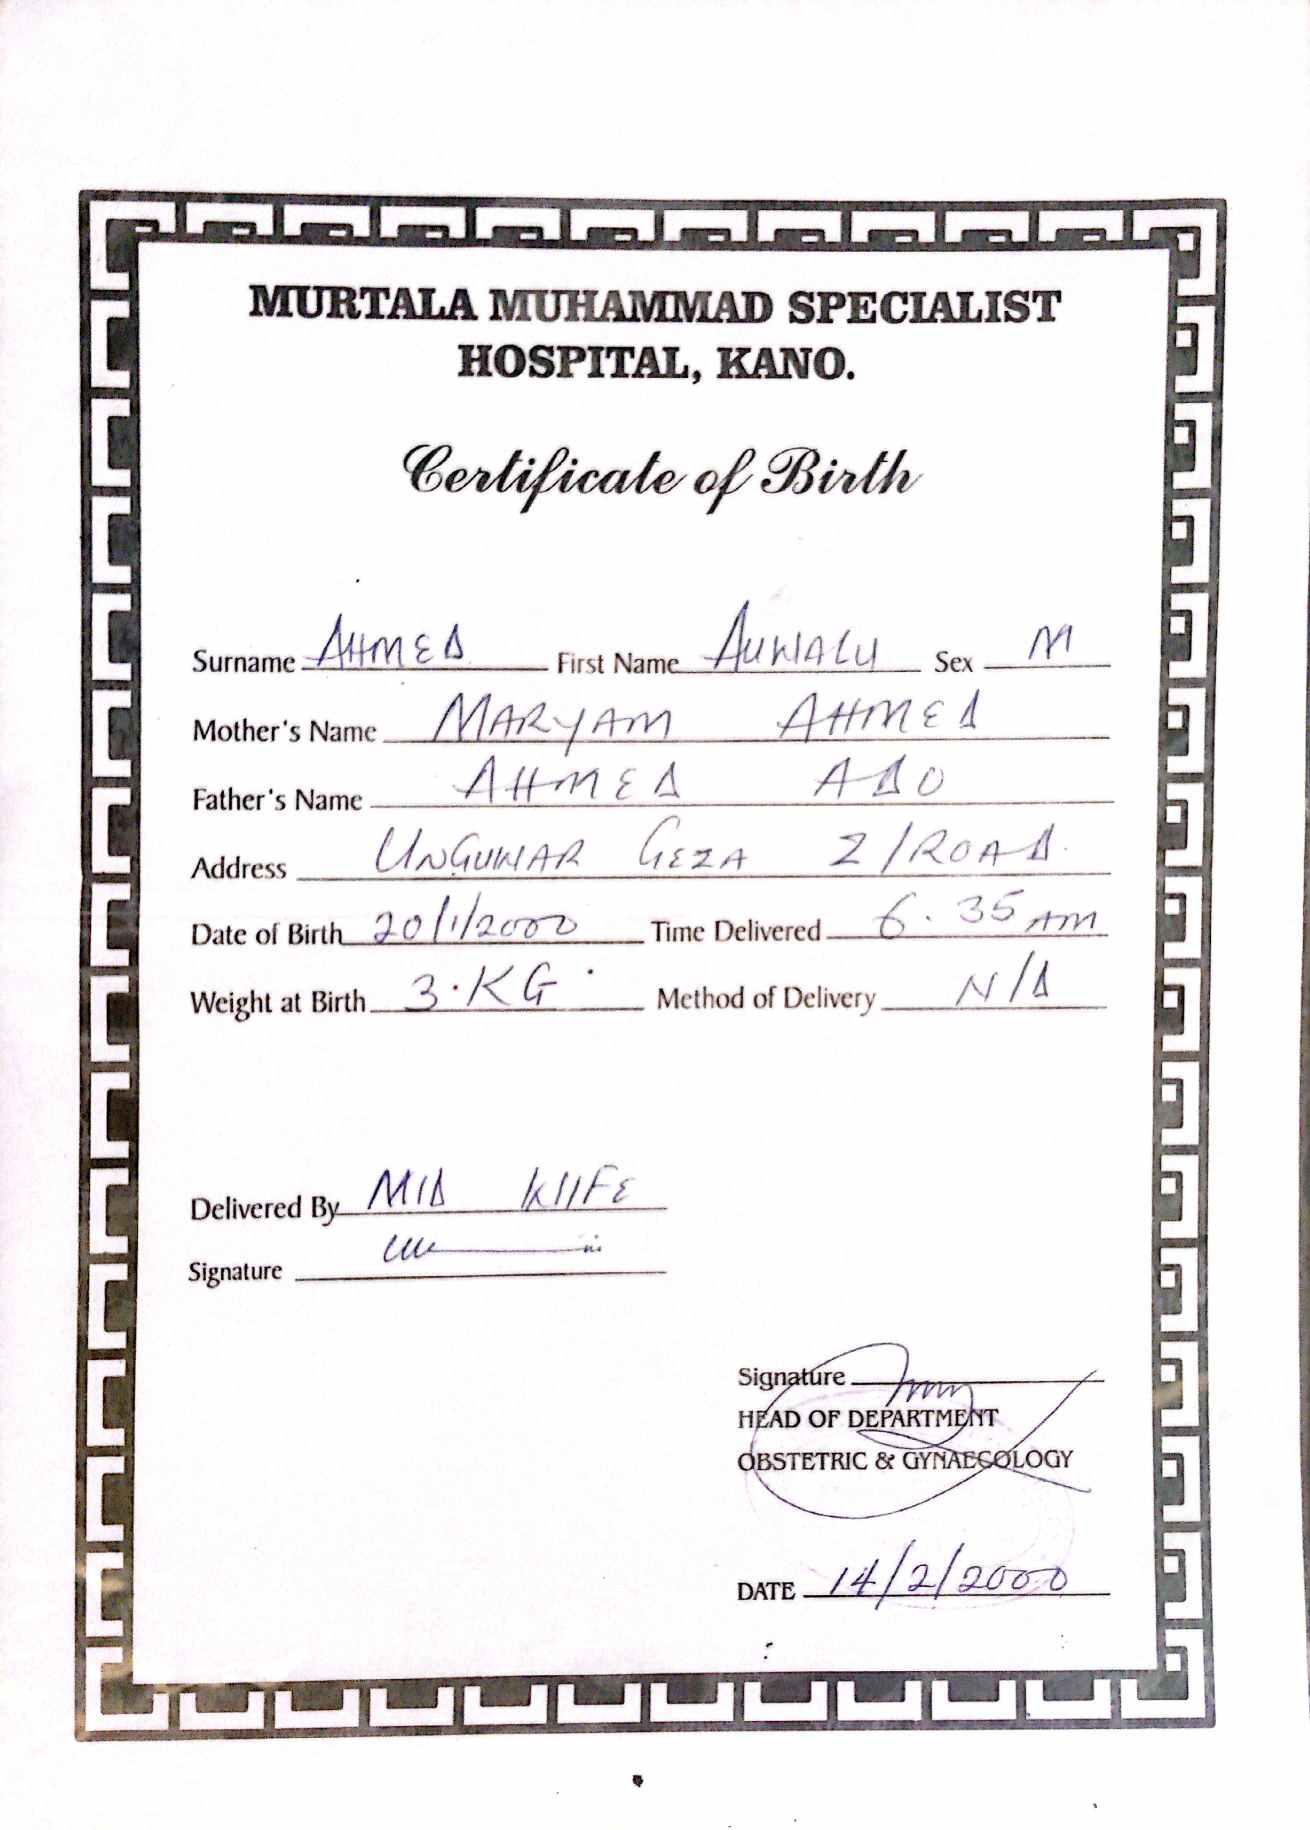 MURTALA MUHAMMAD SPECIALIST
HOSPITAL, KANO.
Certificate of Birth
Surname AHMED First Name AUWALU Sex M
Mother's Name MARYAM AHMED
Father's Name AHMED ADO
Address UNGUWAR GEZA Z/ROAD.
Date of Birth 20/1/2000 Time Delivered 6.35 AM
Weight at Birth 3.KG Method of Delivery N/D
Delivered By MID WIFE
Signature
Signature
HEAD OF DEPARTMENT
OBSTETRIC & GYNAECOLOGY
DATE 14/2/2000